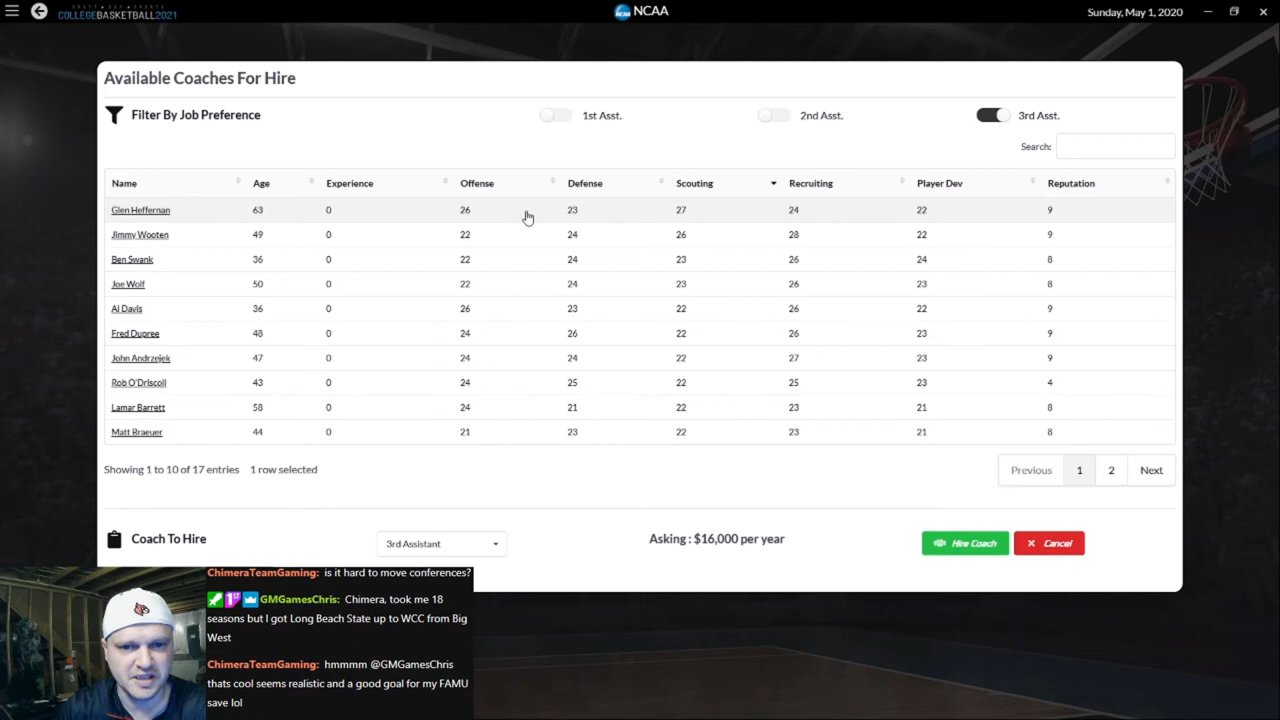 DRAFT DAY SPORTS
COLLEGEBASKETBALL2021
NCAA
Sunday, May 1, 2020
Available Coaches For Hire
Filter By Job Preference
1st Asst.
2nd Asst.
3rd Asst.
Search:
Name Age Experience Offense Defense Scouting Recruiting Player Dev Reputation
Glen Heffernan 63 0 26 23 27 24 22 9
Jimmy Wooten 49 0 22 24 26 28 22 9
Ben Swank 36 0 22 24 23 26 24 8
Joe Wolf 50 0 22 24 23 26 23 8
Al Davis 36 0 26 23 22 26 22 9
Fred Dupree 48 0 24 26 22 26 23 9
John Andrzejek 47 0 24 24 22 27 23 9
Rob O'Driscoll 43 0 24 25 22 25 23 4
Lamar Barrett 58 0 24 21 22 23 21 8
Matt Braeuer 44 0 21 23 22 23 21 8
Showing 1 to 10 of 17 entries 1 row selected
Previous 1 2 Next
Coach To Hire
3rd Assistant
Asking : $16,000 per year
Hire Coach
Cancel
ChimeraTeamGaming: is it hard to move conferences?
GMGamesChris: Chimera, took me 18
seasons but I got Long Beach State up to WCC from Big
West
ChimeraTeamGaming: hmmmm @GMGamesChris
thats cool seems realistic and a good goal for my FAMU
save lol